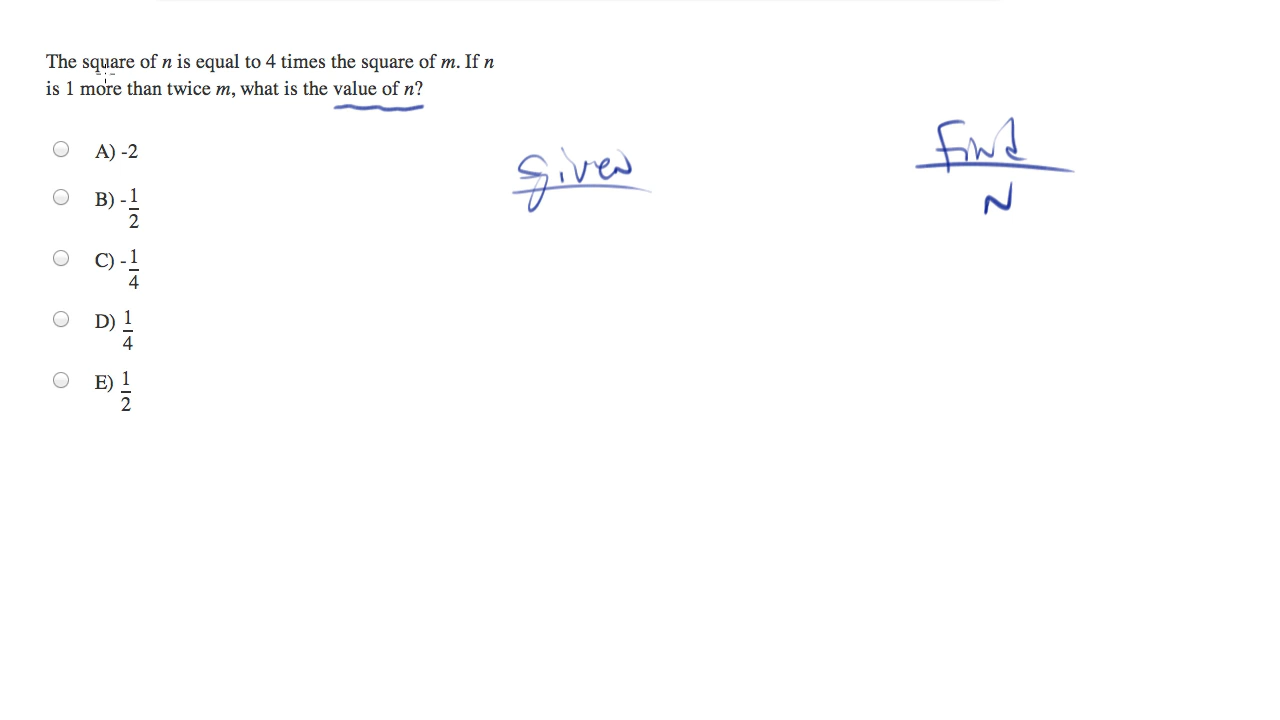 The square of n is equal to 4 times the square of m. If n
is 1 more than twice m, what is the value of n?
A) -2
B) -1/2
C) -1/4
D) 1/4
E) 1/2
given
Find
N